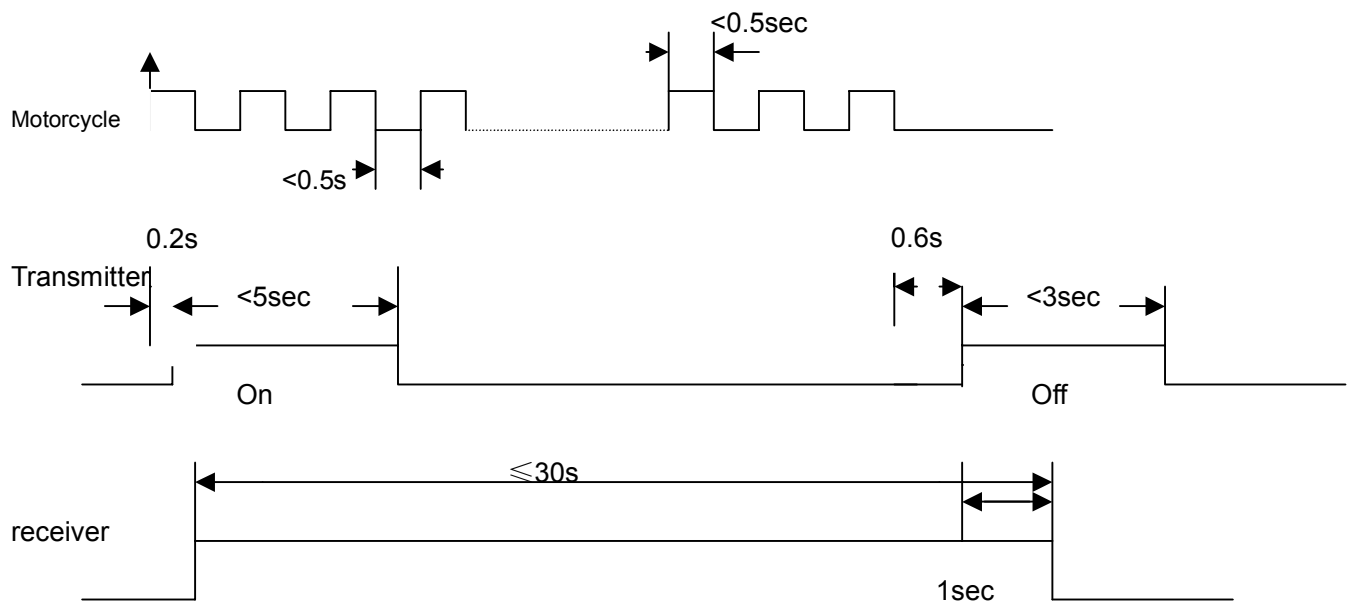 <0.5sec
Motorcycle
<0.5s
0.2s
0.6s
Transmitter
<5sec
<3sec
On
Off
≤30s
receiver
1sec